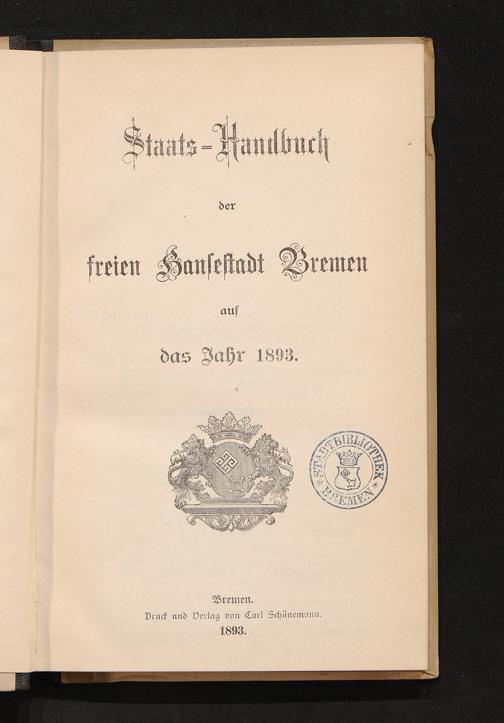 Staats-Handbuch
der
freien Hansestadt Bremen
auf
das Jahr 1893.
STADTBIBLIOTHEK
BREMEN
Bremen.
Druck und Verlag von Carl Schünemann.
1893.